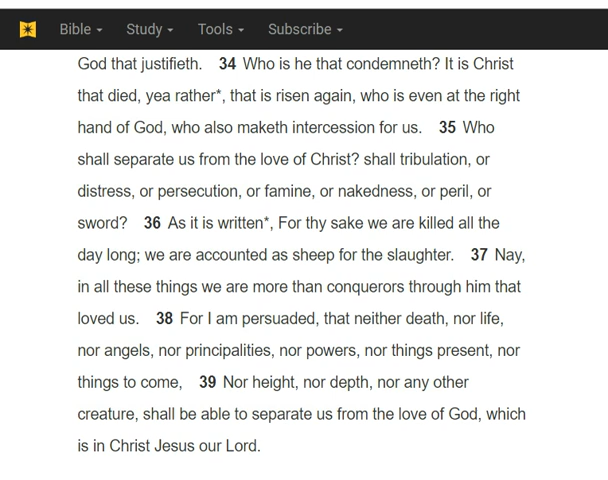 Bible Study Tools Subscribe
God that justifieth. 34 Who is he that condemneth? It is Christ
that died, yea rather*, that is risen again, who is even at the right
hand of God, who also maketh intercession for us. 35 Who
shall separate us from the love of Christ? shall tribulation, or
distress, or persecution, or famine, or nakedness, or peril, or
sword? 36 As it is written*, For thy sake we are killed all the
day long; we are accounted as sheep for the slaughter. 37 Nay,
in all these things we are more than conquerors through him that
loved us. 38 For I am persuaded, that neither death, nor life,
nor angels, nor principalities, nor powers, nor things present, nor
things to come, 39 Nor height, nor depth, nor any other
creature, shall be able to separate us from the love of God, which
is in Christ Jesus our Lord.